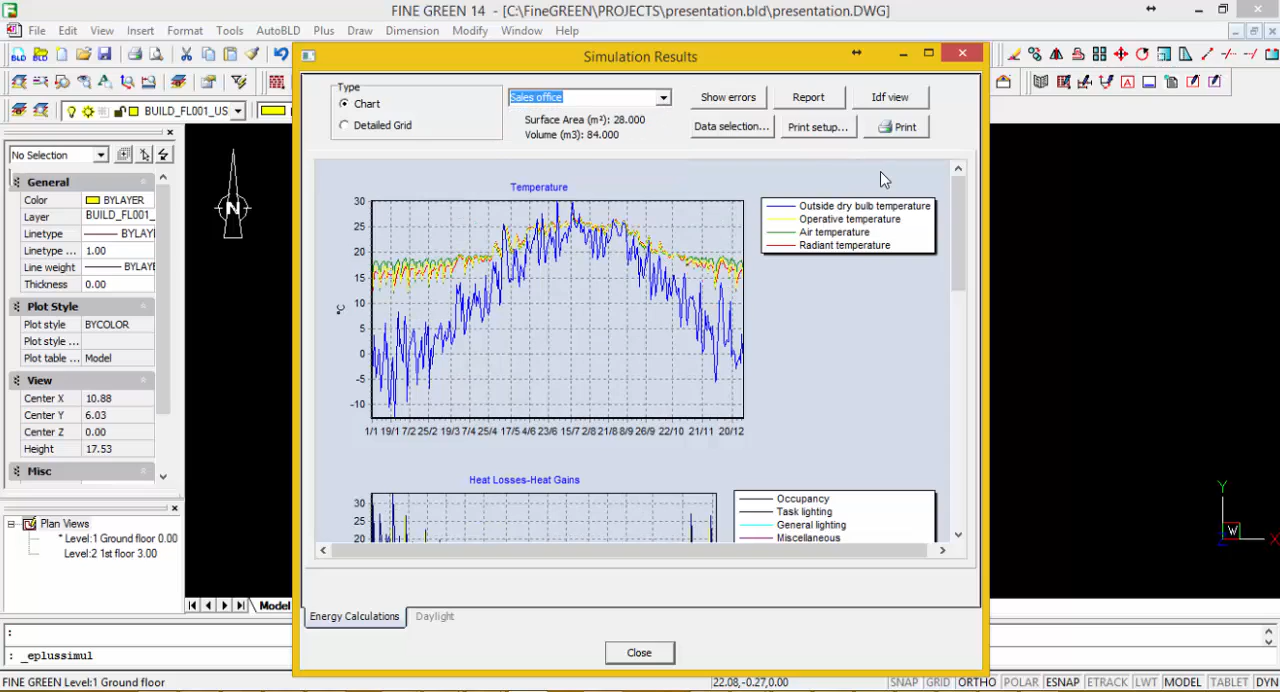 FINE GREEN 14 - [C:\FineGREEN\PROJECTS\presentation.bld\presentation.DWG]
File Edit View Insert Format Tools AutoBLD Plus Draw Dimension Modify Window Help
Simulation Results
BLD BLD
BUILD_FL001_US
Type
Chart
Detailed Grid
Sales office
Surface Area (m²): 28.000
Volume (m3): 84.000
Show errors
Report
Idf view
Data selection...
Print setup...
Print
No Selection
General
Color BYLAYER
Layer BUILD_FL001_
Linetype BYLAYI
Linetype ... 1.00
Line weight BYLAYI
Thickness 0.00
Plot Style
Plot style BYCOLOR
Plot style ...
Plot table ... Model
View
Center X 10.88
Center Y 6.03
Center Z 0.00
Height 17.53
Misc
Plan Views
* Level:1 Ground floor 0.00
Level:2 1st floor 3.00
N
Temperature
30
25
20
15
10
5
0
-5
-10
°C
1/1 19/1 7/2 25/2 19/3 7/4 25/4 17/5 4/6 23/6 15/7 2/8 21/8 8/9 26/9 22/10 21/11 20/12
Outside dry bulb temperature
Operative temperature
Air temperature
Radiant temperature
Heat Losses-Heat Gains
30
25
20
Occupancy
Task lighting
General lighting
Miscellaneous
Energy Calculations
Daylight
Close
Model
Y
W
X
:
: _eplussimul
FINE GREEN Level:1 Ground floor
22.08,-0.27,0.00
SNAP GRID ORTHO POLAR ESNAP ETRACK LWT MODEL TABLET DYN